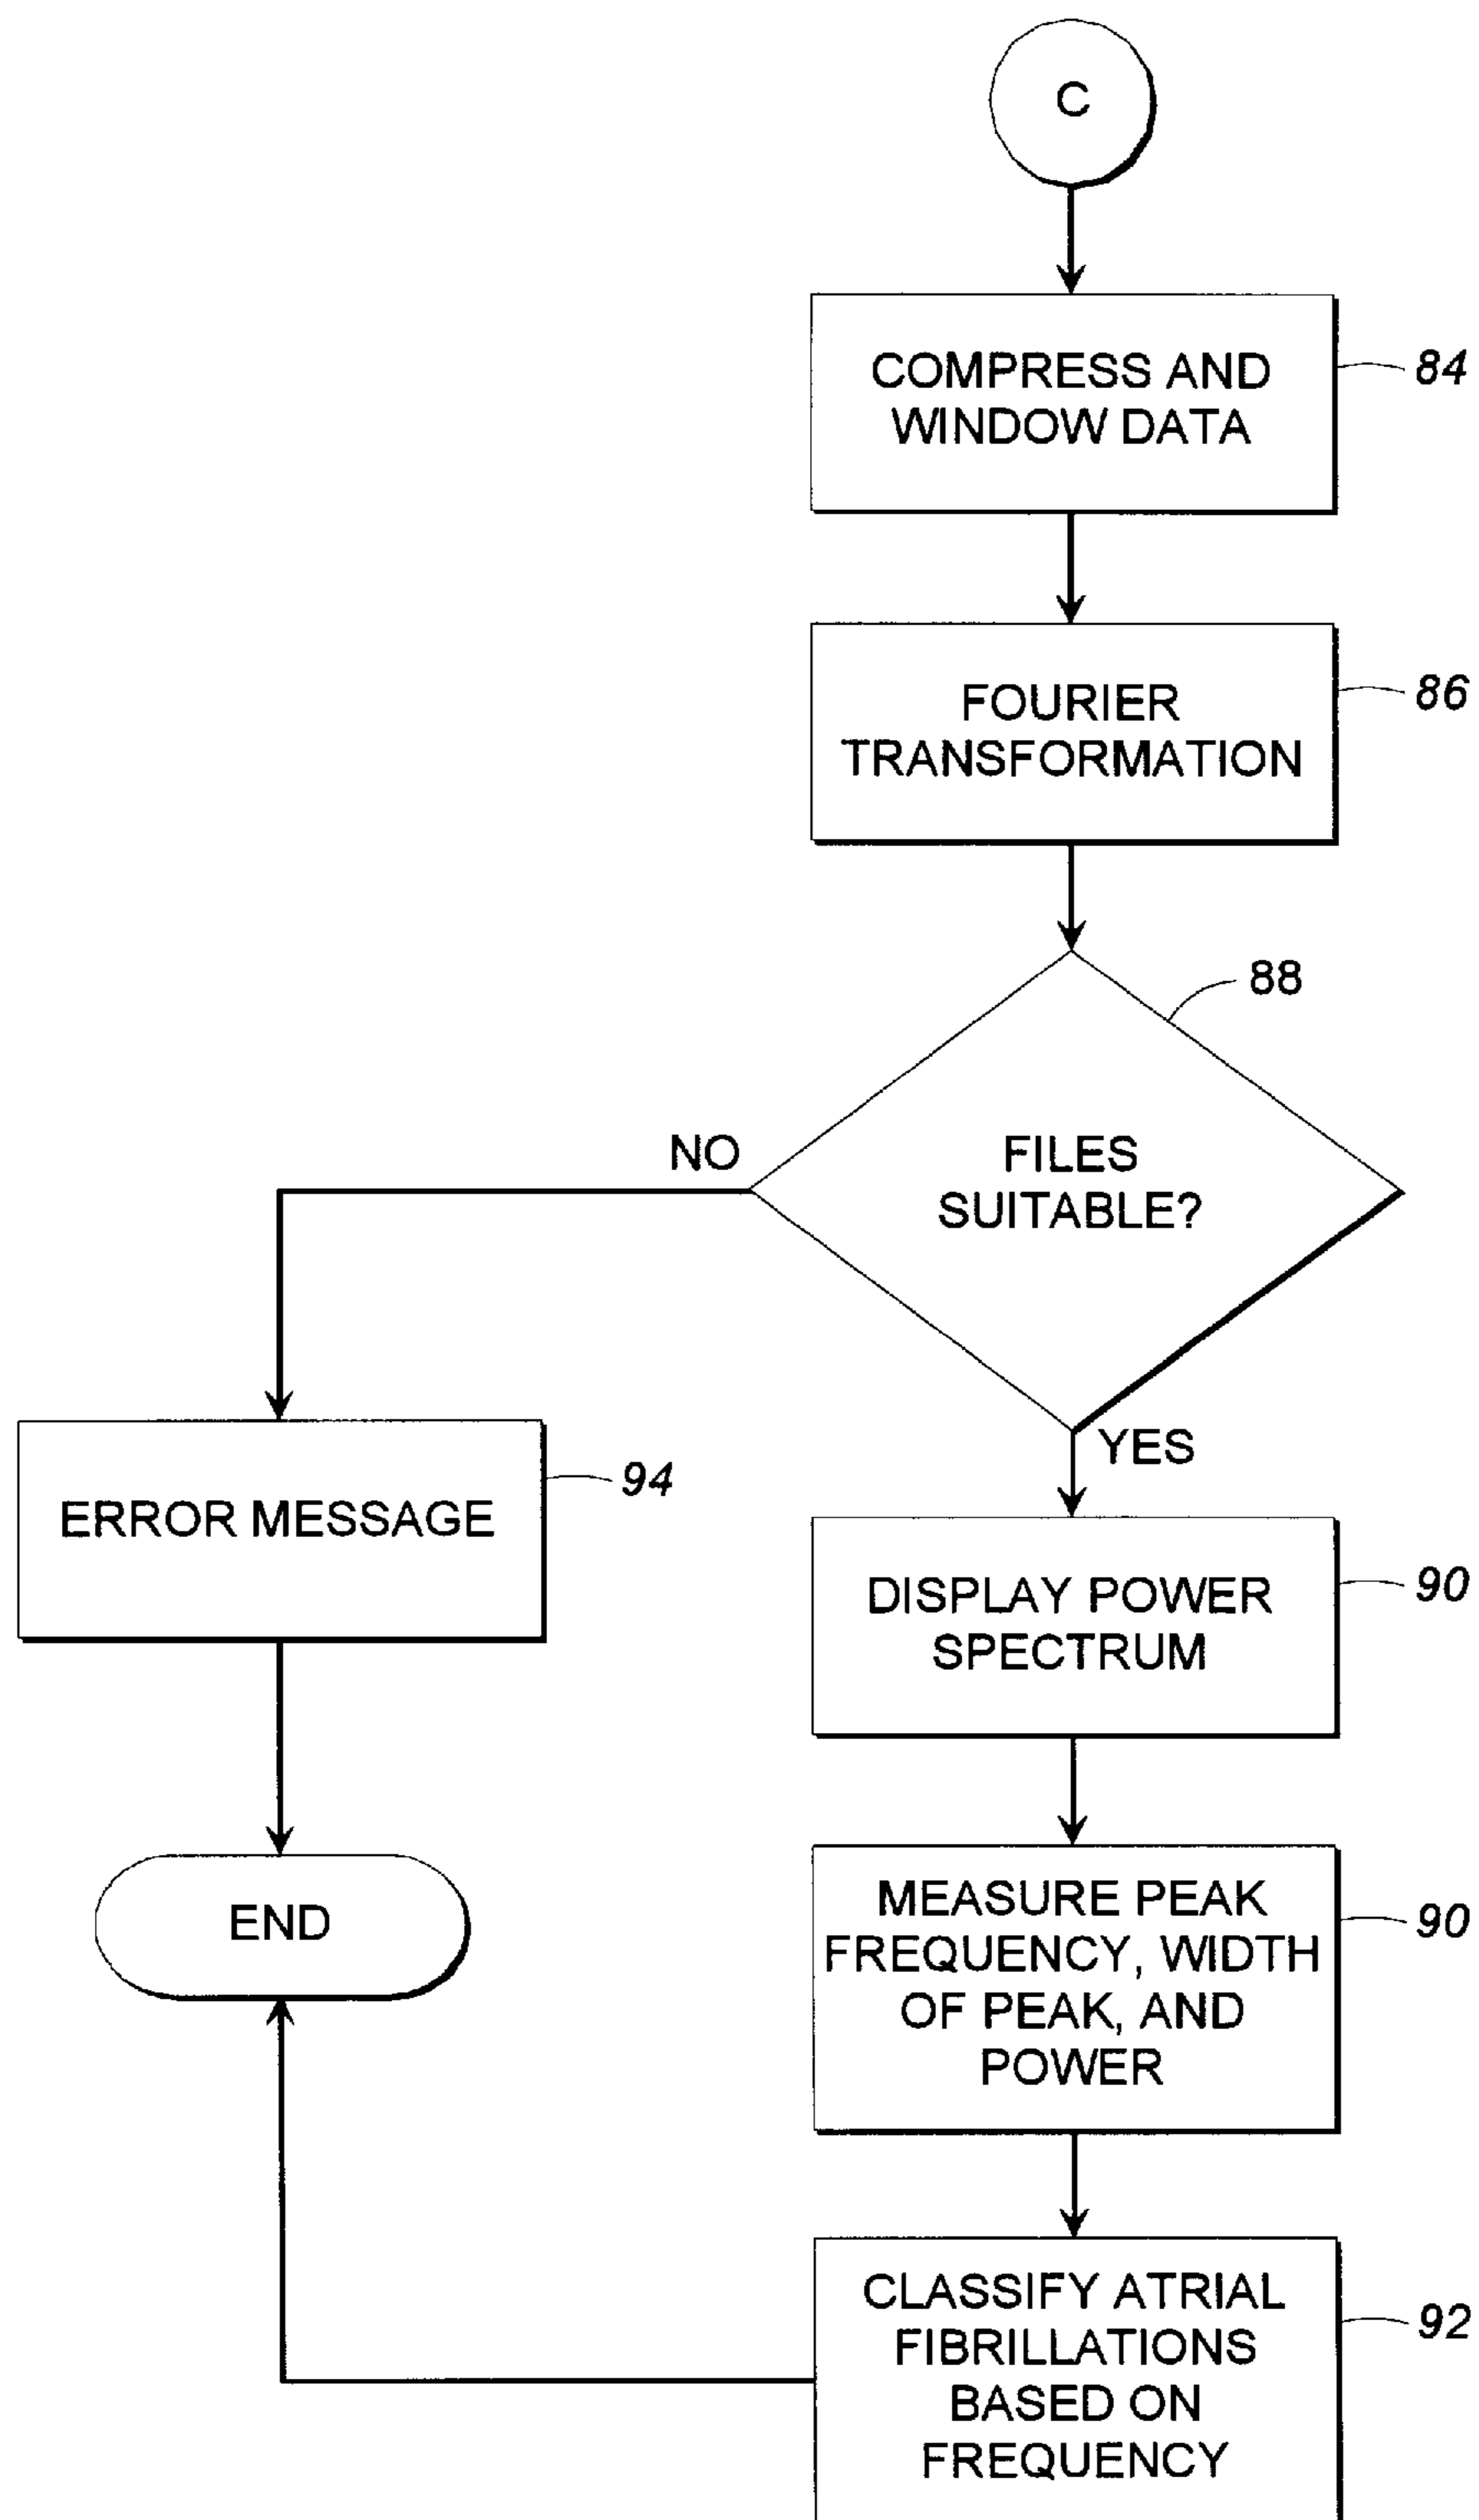 C
COMPRESS AND
WINDOW DATA
84
FOURIER
TRANSFORMATION
86
88
FILES
SUITABLE?
NO
YES
ERROR MESSAGE
94
DISPLAY POWER
SPECTRUM
90
END
MEASURE PEAK
FREQUENCY, WIDTH
OF PEAK, AND
POWER
90
CLASSIFY ATRIAL
FIBRILLATIONS
BASED ON
FREQUENCY
92